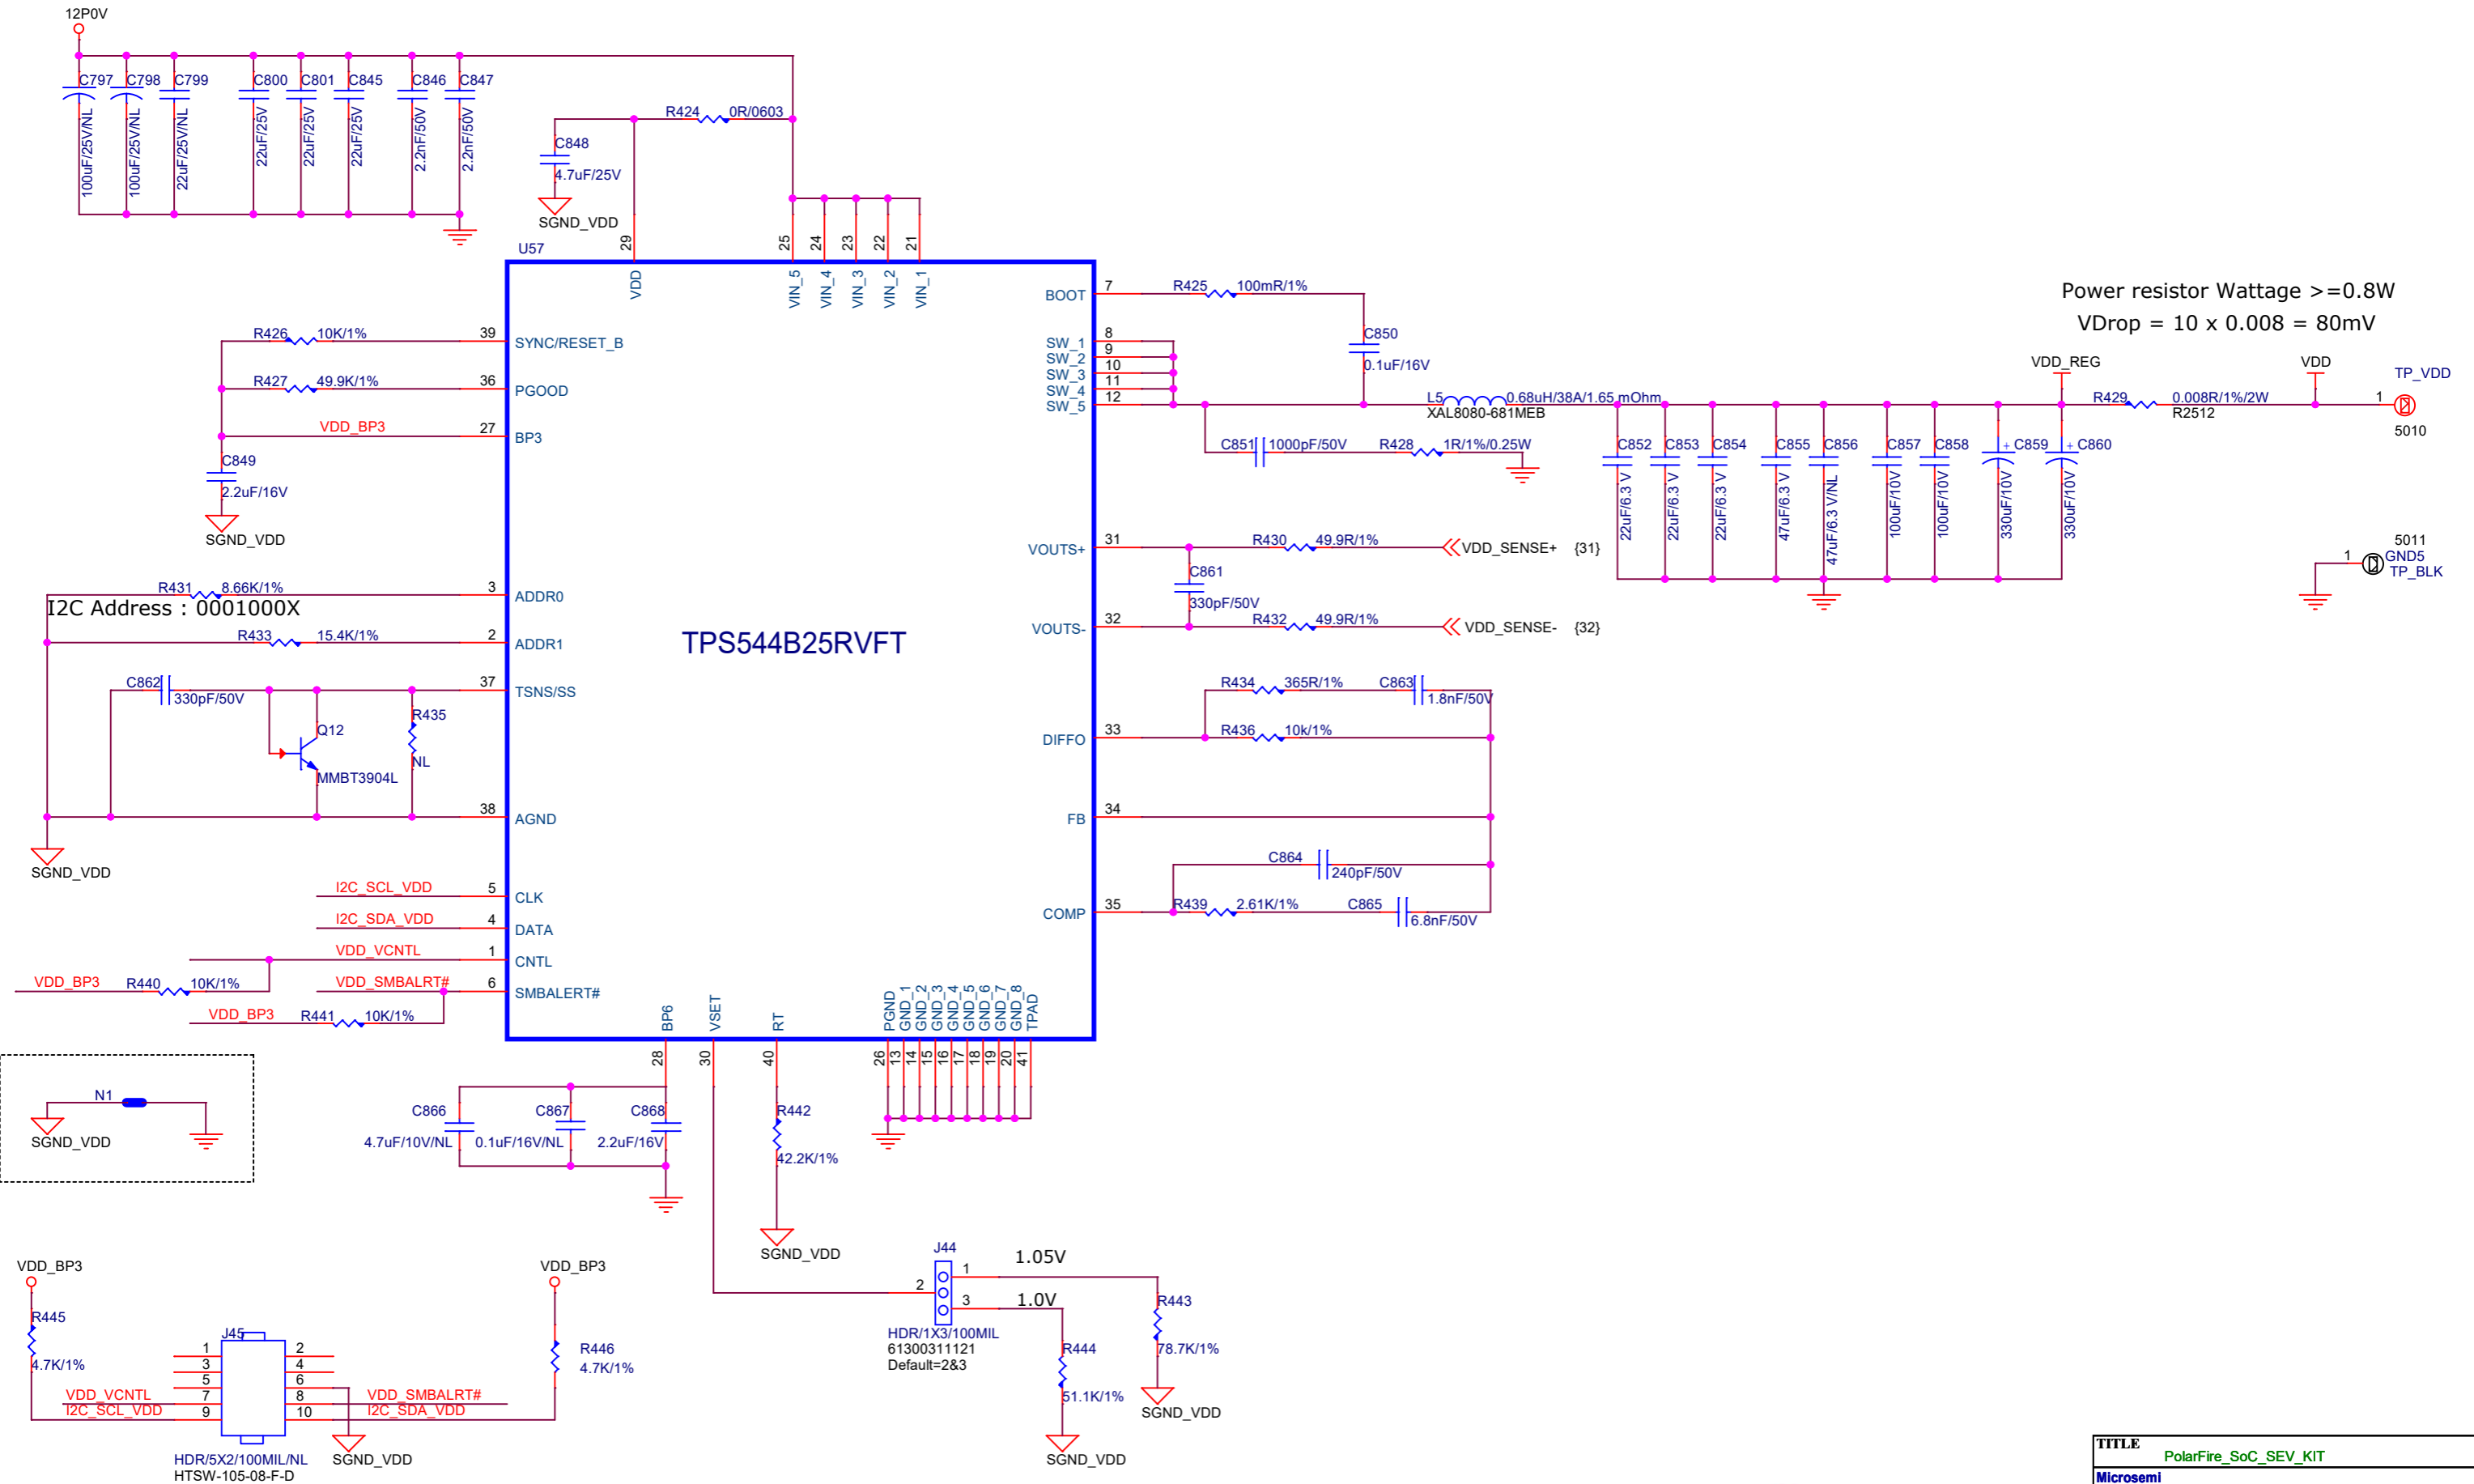 12P0V
C797 C798 C799 C800 C801 C845 C846 C847
100uF/25V/NL 100uF/25V/NL 22uF/25V/NL 22uF/25V 22uF/25V 22uF/25V 2.2nF/50V 2.2nF/50V
R424 0R/0603
C848
4.7uF/25V
SGND_VDD
U57
29 25 24 23 22 21
VDD VIN_5 VIN_4 VIN_3 VIN_2 VIN_1
TPS544B25RVFT
R426 10K/1% 39 SYNC/RESET_B
R427 49.9K/1% 36 PGOOD
VDD_BP3 27 BP3
C849
2.2uF/16V
SGND_VDD
R431 8.66K/1% 3 ADDR0
I2C Address : 0001000X
R433 15.4K/1% 2 ADDR1
C862 330pF/50V 37 TSNS/SS
R435
NL
Q12
MMBT3904L
38 AGND
SGND_VDD
I2C_SCL_VDD 5 CLK
I2C_SDA_VDD 4 DATA
VDD_VCNTL 1 CNTL
VDD_BP3 R440 10K/1% VDD_SMBALRT# 6 SMBALERT#
VDD_BP3 R441 10K/1%
BOOT 7 R425 100mR/1%
C850
0.1uF/16V
SW_1 8
SW_2 9
SW_3 10
SW_4 11
SW_5 12
L5 0.68uH/38A/1.65 mOhm
XAL8080-681MEB
C851 1000pF/50V R428 1R/1%/0.25W
Power resistor Wattage >=0.8W
VDrop = 10 x 0.008 = 80mV
VDD_REG VDD TP_VDD
R429 0.008R/1%/2W 1
R2512
5010
C852 C853 C854 C855 C856 C857 C858 + C859 + C860
22uF/6.3 V 22uF/6.3 V 22uF/6.3 V 47uF/6.3 V 47uF/6.3 V/NL 100uF/10V 100uF/10V 330uF/10V 330uF/10V
5011
1 GND5
TP_BLK
VOUTS+ 31 R430 49.9R/1% VDD_SENSE+ {31}
C861
330pF/50V
VOUTS- 32 R432 49.9R/1% VDD_SENSE- {32}
R434 365R/1% C863 1.8nF/50V
DIFFO 33 R436 10k/1%
FB 34
C864 240pF/50V
COMP 35 R439 2.61K/1% C865 6.8nF/50V
BP6 VSET RT PGND GND_1 GND_2 GND_3 GND_4 GND_5 GND_6 GND_7 GND_8 TPAD
28 30 40 26 13 14 15 16 17 18 19 20 41
N1
SGND_VDD
C866 C867 C868
4.7uF/10V/NL 0.1uF/16V/NL 2.2uF/16V
R442
42.2K/1%
SGND_VDD
J44
1 1.05V
2
3 1.0V
HDR/1X3/100MIL
61300311121
Default=2&3
R443
78.7K/1%
SGND_VDD
R444
51.1K/1%
SGND_VDD
VDD_BP3 VDD_BP3
R445
4.7K/1%
R446
4.7K/1%
J45
1 2
3 4
5 6
VDD_VCNTL 7 8 VDD_SMBALRT#
I2C_SCL_VDD 9 10 I2C_SDA_VDD
SGND_VDD
HDR/5X2/100MIL/NL
HTSW-105-08-F-D
TITLE
PolarFire_SoC_SEV_KIT
Microsemi